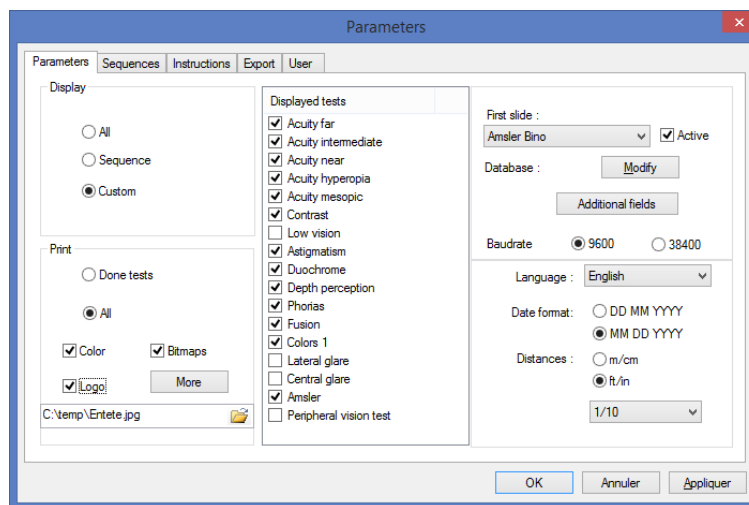 Parameters
Parameters Sequences Instructions Export User
Display
All
Sequence
Custom
Print
Done tests
All
Color Bitmaps
Logo More
C:\temp\Entete.jpg
Displayed tests
Acuity far
Acuity intermediate
Acuity near
Acuity hyperopia
Acuity mesopic
Contrast
Low vision
Astigmatism
Duochrome
Depth perception
Phorias
Fusion
Colors 1
Lateral glare
Central glare
Amsler
Peripheral vision test
First slide :
Amsler Bino Active
Database : Modify
Additional fields
Baudrate 9600 38400
Language : English
Date format: DD MM YYYY
MM DD YYYY
Distances : m/cm
ft/in
1/10
OK Annuler Appliquer